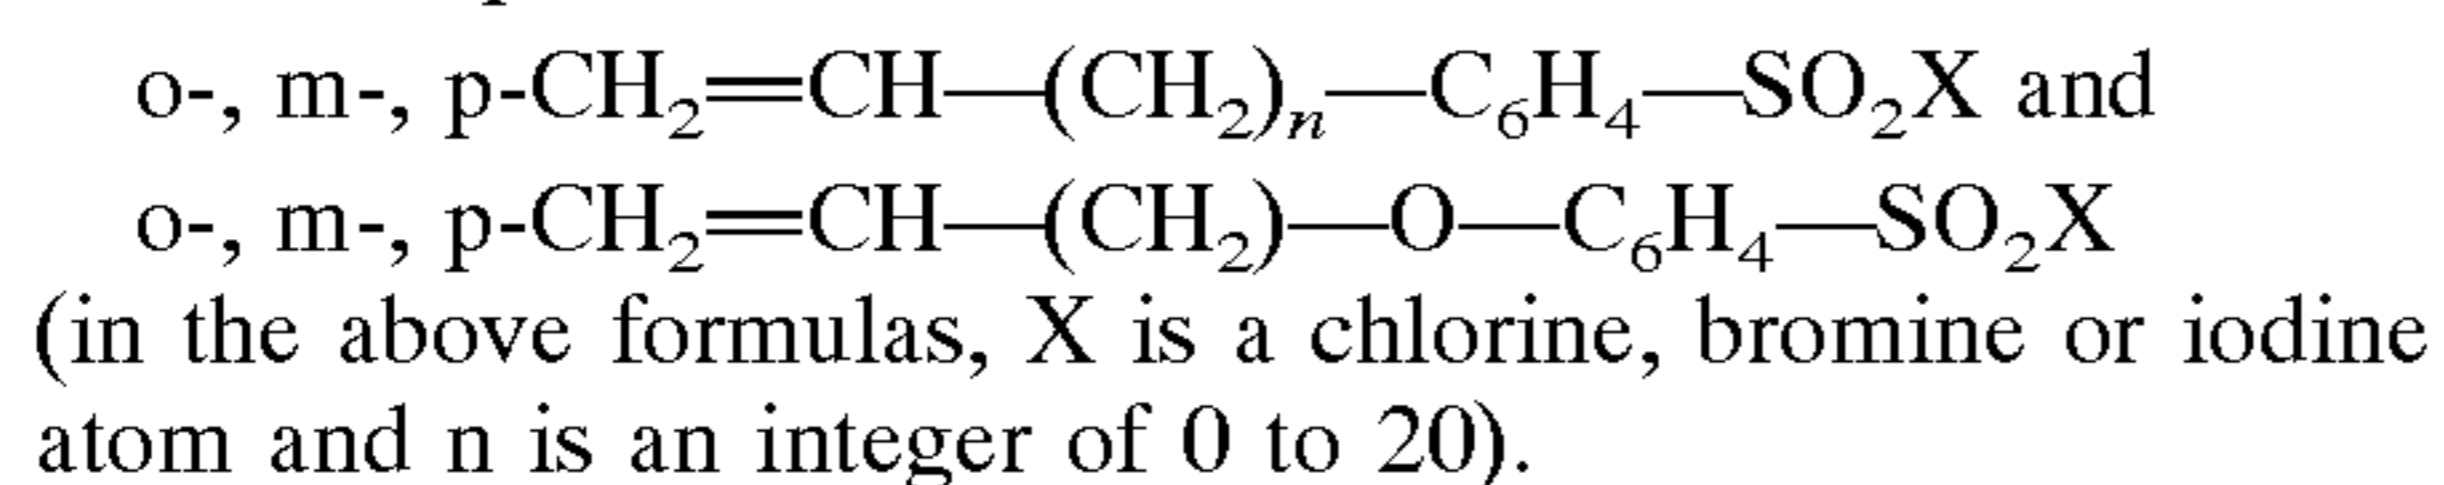 o-, m-, p-CH₂═CH—(CH₂)ₙ—C₆H₄—SO₂X and
o-, m-, p-CH₂═CH—(CH₂)—O—C₆H₄—SO₂X
(in the above formulas, X is a chlorine, bromine or iodine
atom and n is an integer of 0 to 20).